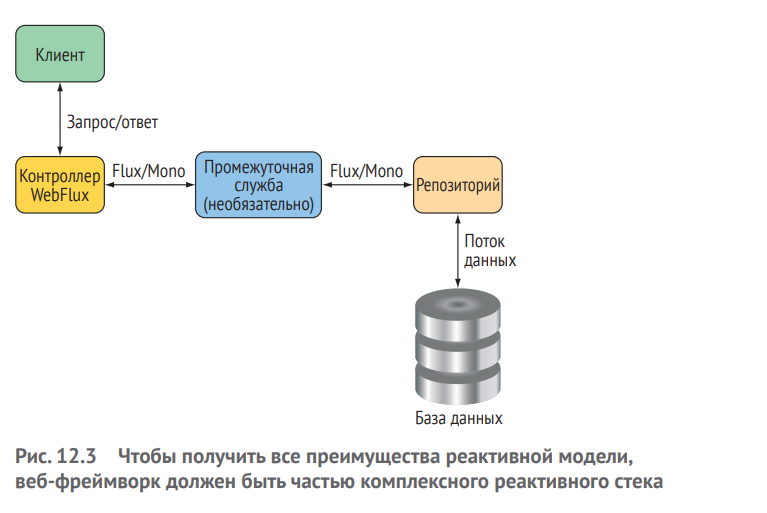 Клиент
Запрос/ответ
Контроллер
WebFlux
Flux/Mono
Промежуточная
служба
(необязательно)
Flux/Mono
Репозиторий
Поток
данных
База данных
Рис. 12.3 Чтобы получить все преимущества реактивной модели,
веб-фреймворк должен быть частью комплексного реактивного стека